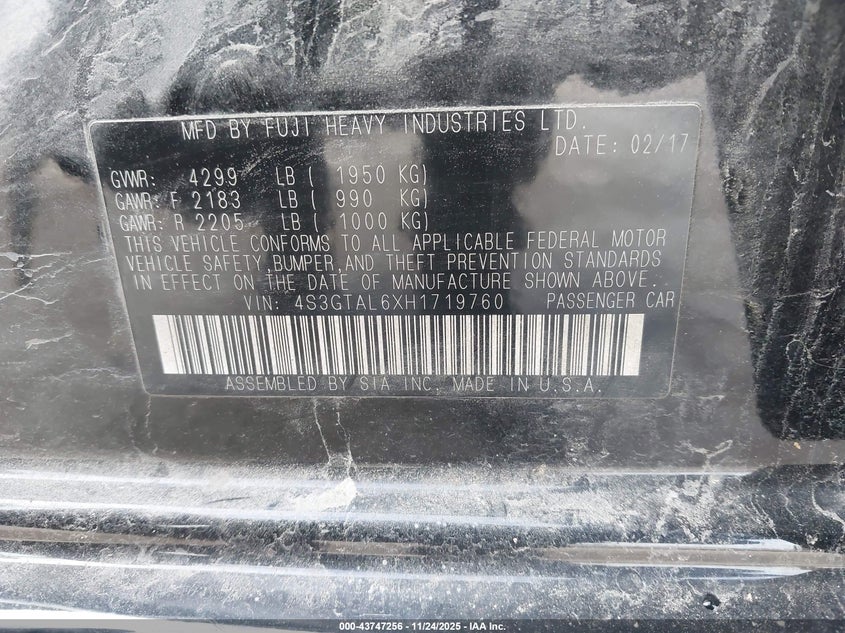 MFD BY FUJI HEAVY INDUSTRIES LTD.
DATE: 02/17
GVWR: 4299 LB ( 1950 KG)
GAWR: F 2183 LB ( 990 KG)
GAWR: R 2205 LB ( 1000 KG)
THIS VEHICLE CONFORMS TO ALL APPLICABLE FEDERAL MOTOR
VEHICLE SAFETY,BUMPER,AND THEFT PREVENTION STANDARDS
IN EFFECT ON THE DATE OF MANUFACTURE SHOWN ABOVE.
VIN: 4S3GTAL6XH1719760 PASSENGER CAR
ASSEMBLED BY SIA INC. MADE IN U.S.A.
000-43747256 - 11/24/2025 - IAA Inc.